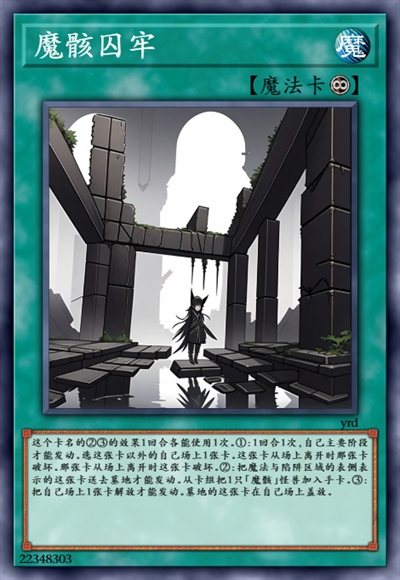 魔骸囚牢
魔
【魔法卡♾】
yrd
这个卡名的②③的效果1回合各能使用1次。①：1回合1次，自己主要阶段
才能发动。选这张卡以外的自己场上1张卡。这张卡从场上离开时那张卡
破坏。那张卡从场上离开时这张卡破坏。②：把魔法与陷阱区域的表侧表
示的这张卡送去墓地才能发动。从卡组把1只「魔骸」怪兽加入手卡。③：
把自己场上1张卡解放才能发动。墓地的这张卡在自己场上盖放。
22348303